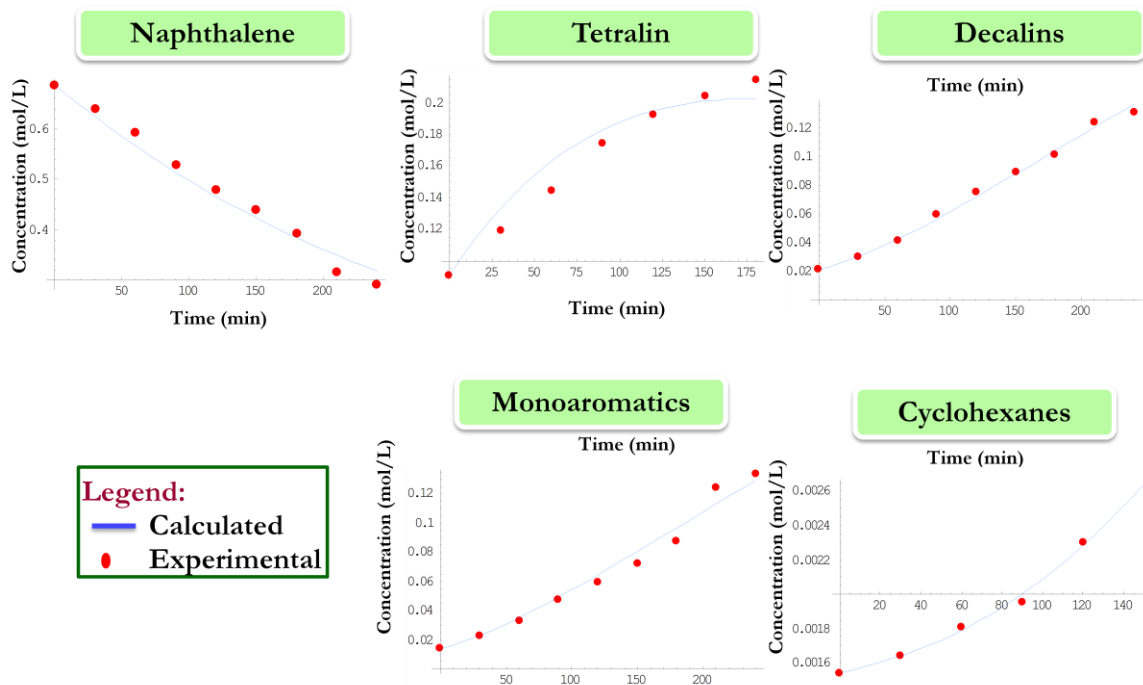 Naphthalene
Concentration (mol/L)
0.6
0.5
0.4
50
100
150
200
Time (min)
Tetralin
Concentration (mol/L)
0.2
0.18
0.16
0.14
0.12
25
50
75
100
125
150
175
Time (min)
Decalins
Time (min)
Concentration (mol/L)
0.12
0.1
0.08
0.06
0.04
0.02
50
100
150
200
Legend:
Calculated
Experimental
Monoaromatics
Time (min)
Concentration (mol/L)
0.12
0.1
0.08
0.06
0.04
0.02
50
100
150
200
Cyclohexanes
Time (min)
Concentration (mol/L)
0.0026
0.0024
0.0022
20
40
60
80
100
120
140
0.0018
0.0016